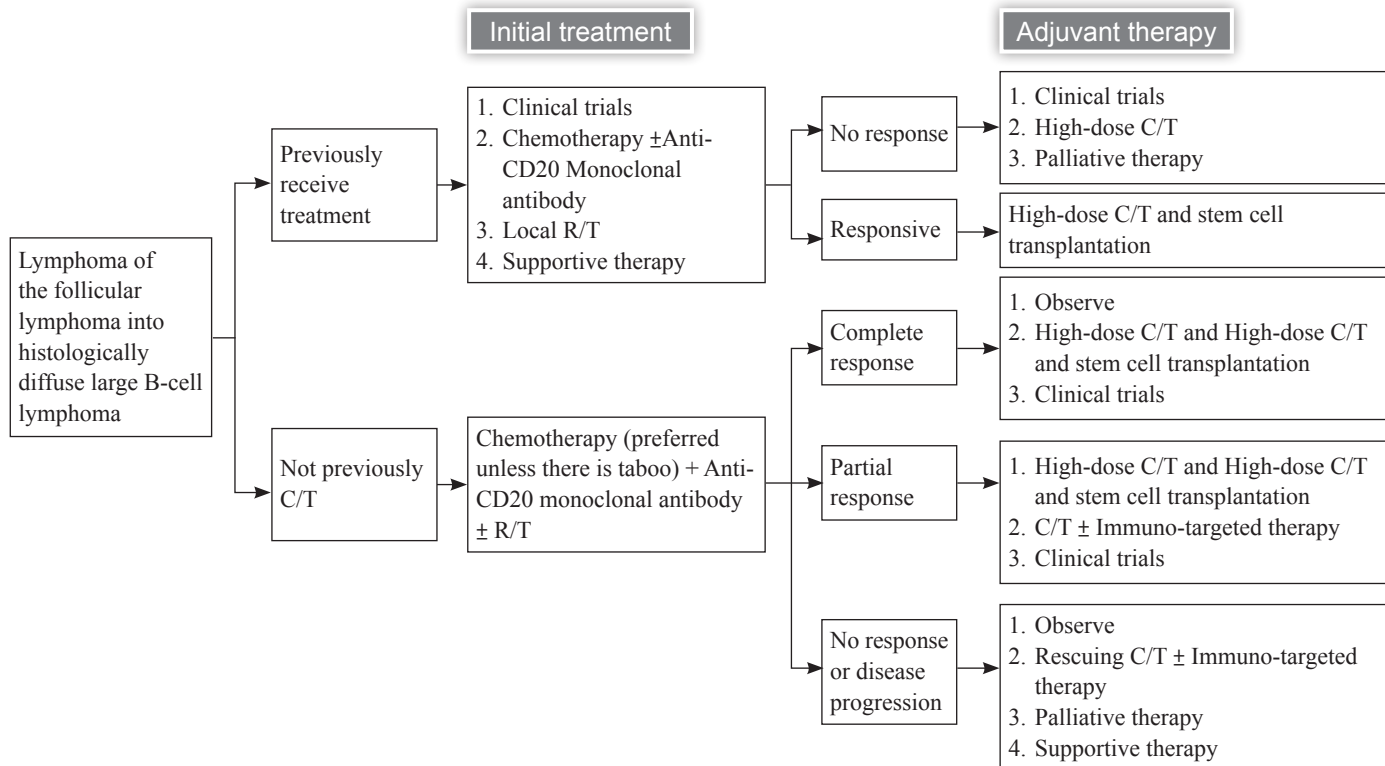 Initial treatment
Adjuvant therapy
Lymphoma of
the follicular
lymphoma into
histologically
diffuse large B-cell
lymphoma
Previously
receive
treatment
1. Clinical trials
2. Chemotherapy ±Anti-
CD20 Monoclonal
antibody
3. Local R/T
4. Supportive therapy
No response
1. Clinical trials
2. High-dose C/T
3. Palliative therapy
Responsive
High-dose C/T and stem cell
transplantation
Not previously
C/T
Chemotherapy (preferred
unless there is taboo) + Anti-
CD20 monoclonal antibody
± R/T
Complete
response
1. Observe
2. High-dose C/T and High-dose C/T
and stem cell transplantation
3. Clinical trials
Partial
response
1. High-dose C/T and High-dose C/T
and stem cell transplantation
2. C/T ± Immuno-targeted therapy
3. Clinical trials
No response
or disease
progression
1. Observe
2. Rescuing C/T ± Immuno-targeted
therapy
3. Palliative therapy
4. Supportive therapy